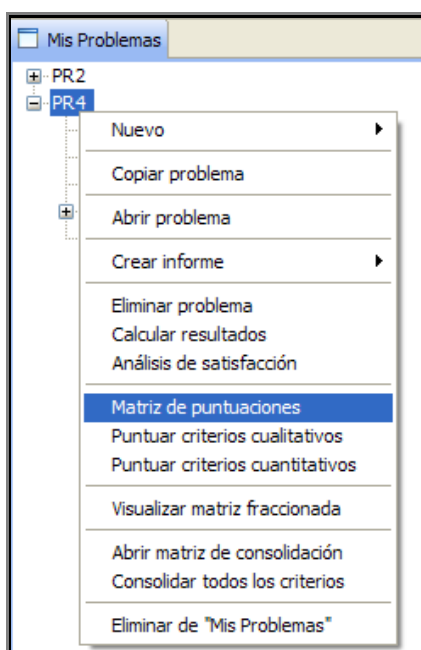 Mis Problemas
PR2
PR4
Nuevo
Copiar problema
Abrir problema
Crear informe
Eliminar problema
Calcular resultados
Análisis de satisfacción
Matriz de puntuaciones
Puntuar criterios cualitativos
Puntuar criterios cuantitativos
Visualizar matriz fraccionada
Abrir matriz de consolidación
Consolidar todos los criterios
Eliminar de "Mis Problemas"